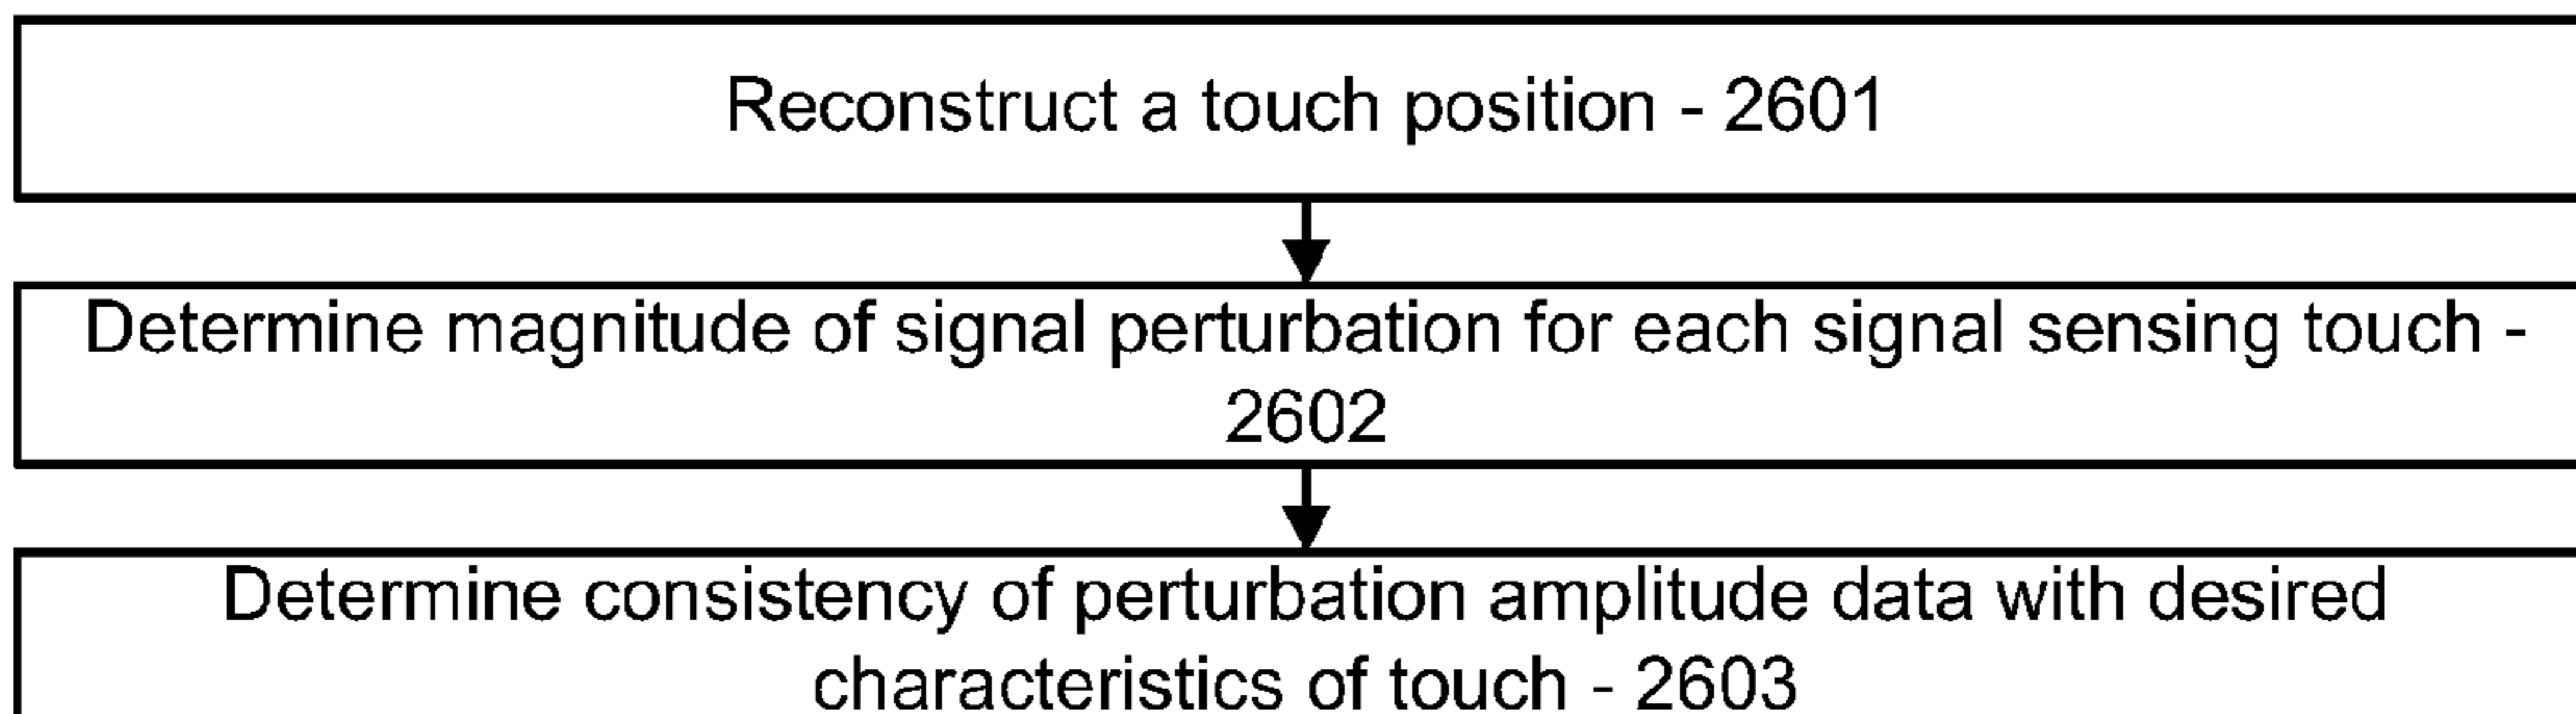 Reconstruct a touch position - 2601
Determine magnitude of signal perturbation for each signal sensing touch -
2602
Determine consistency of perturbation amplitude data with desired
characteristics of touch - 2603